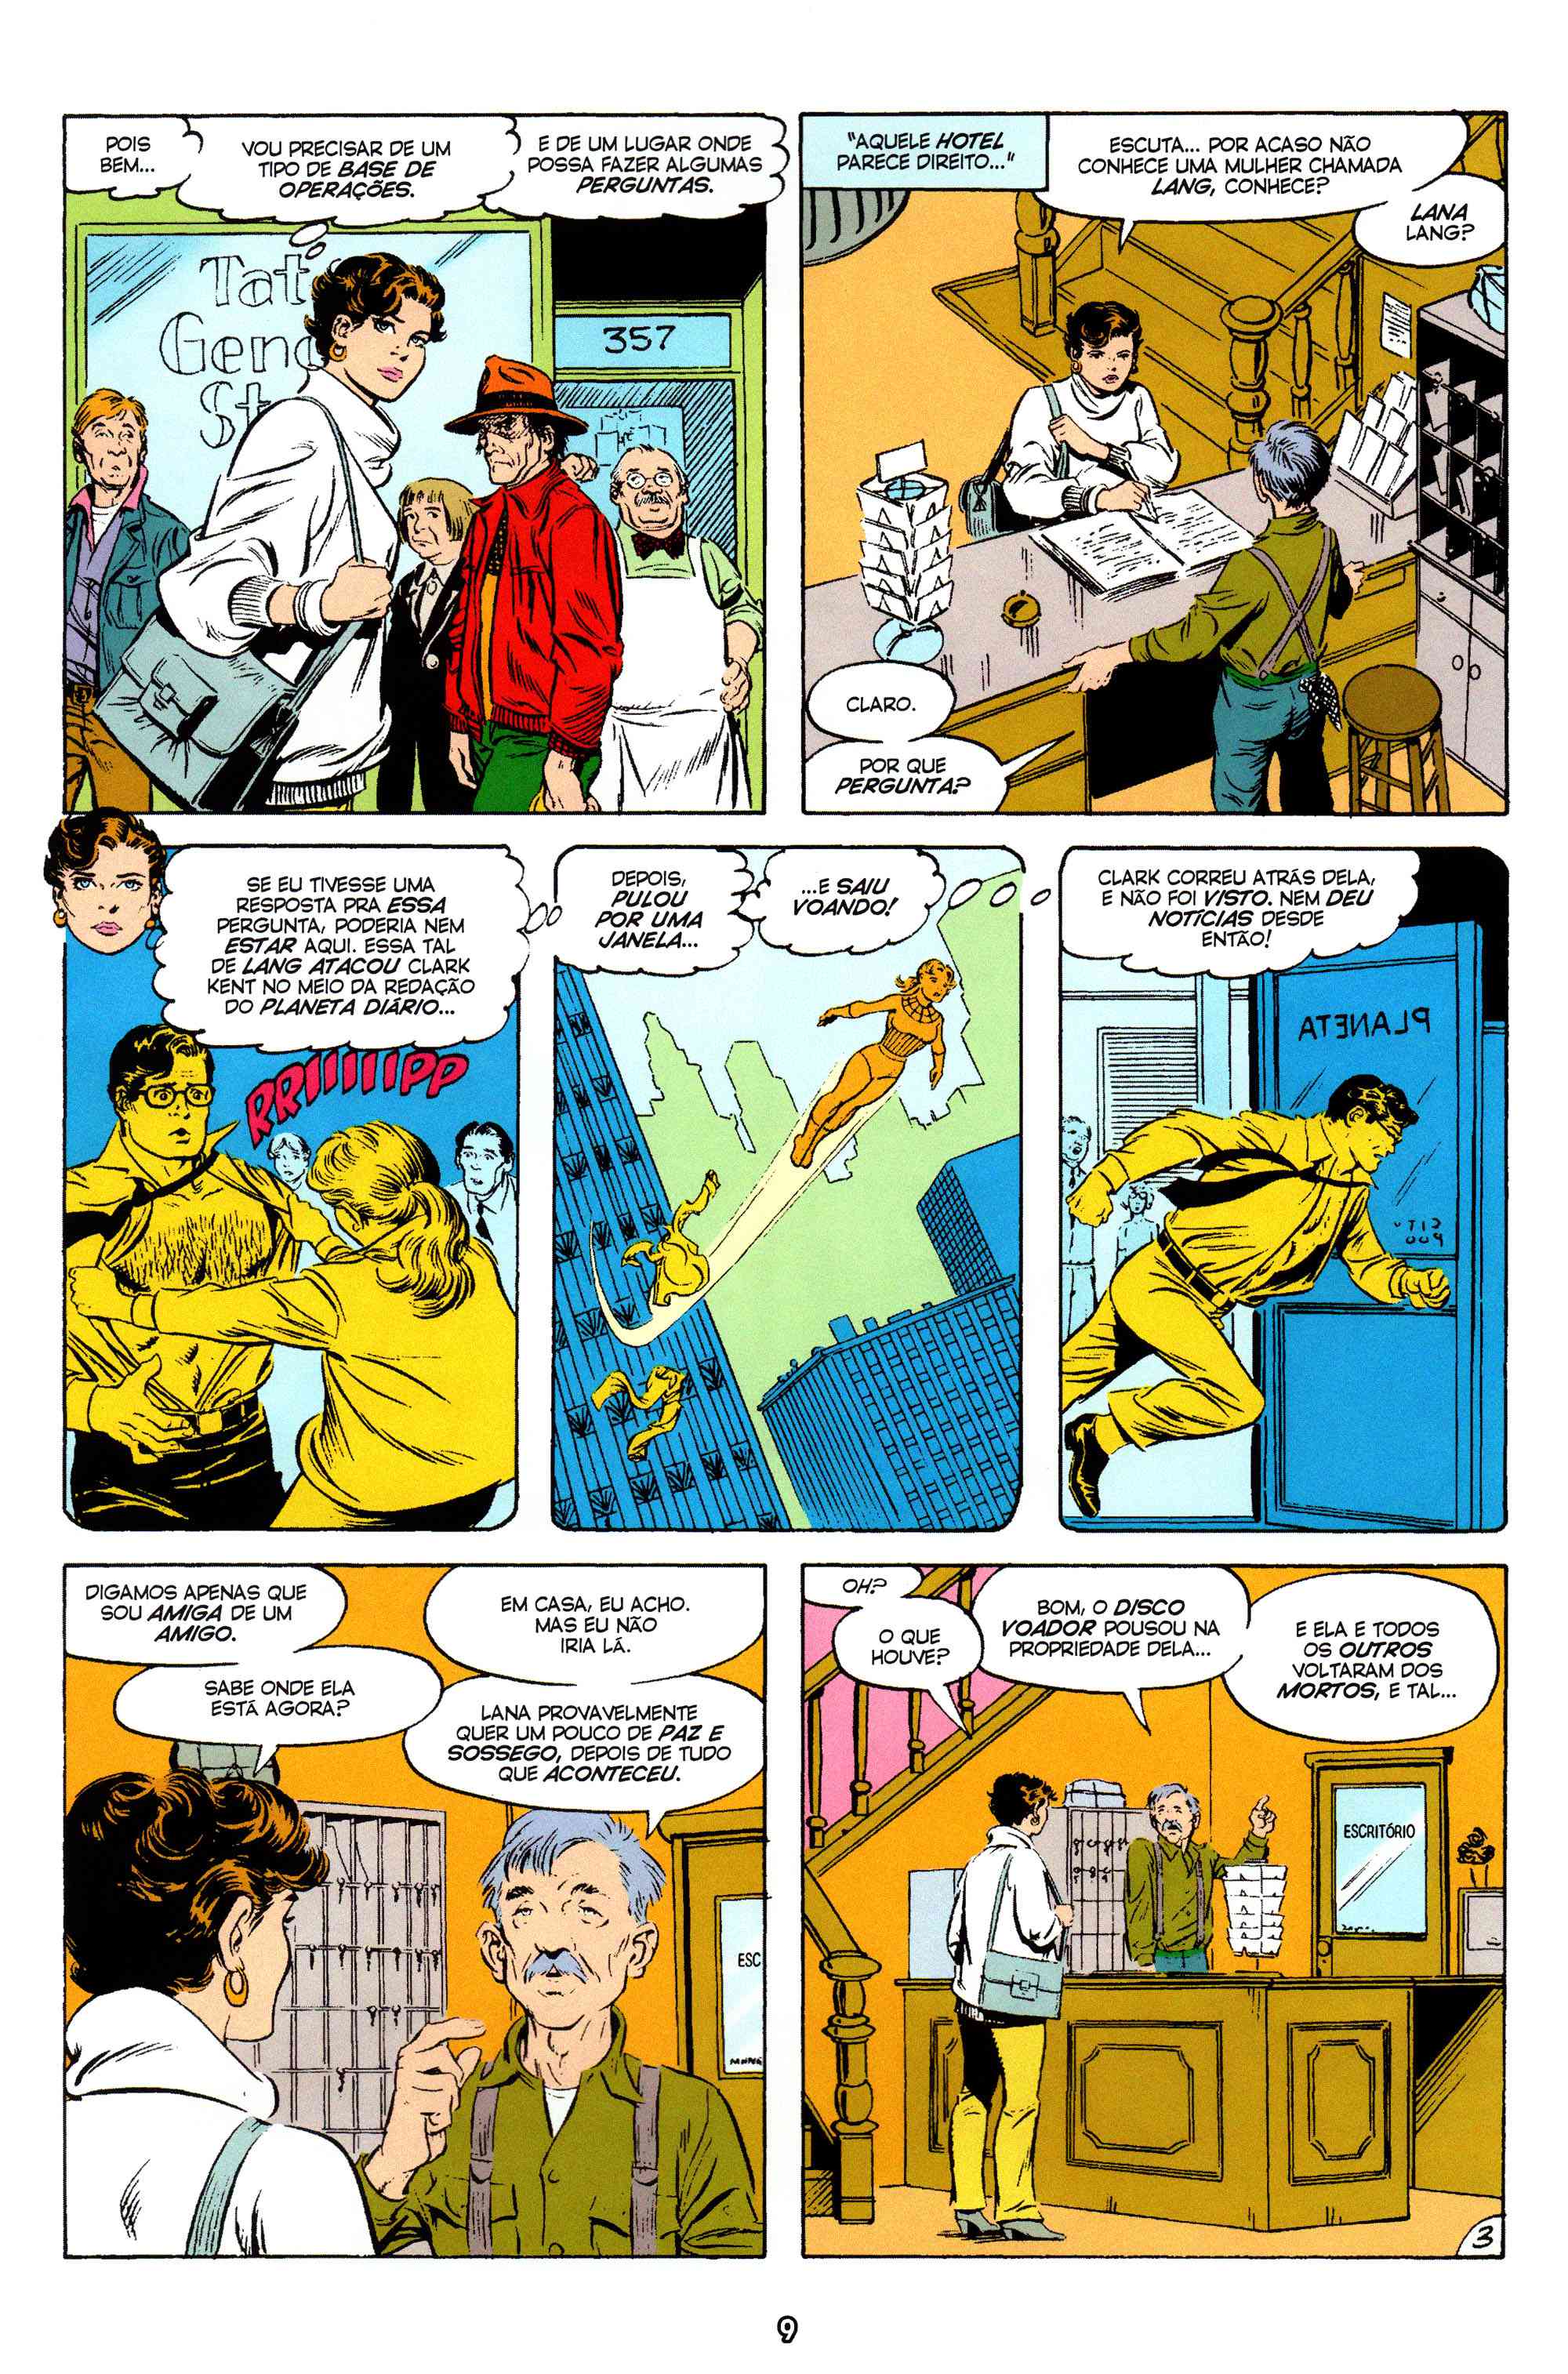 POIS
BEM...
VOU PRECISAR DE UM
TIPO DE BASE DE
OPERAÇÕES.
E DE UM LUGAR ONDE
POSSA FAZER ALGUMAS
PERGUNTAS.
357
"AQUELE HOTEL
PARECE DIREITO..."
ESCUTA... POR ACASO NÃO
CONHECE UMA MULHER CHAMADA
LANG, CONHECE?
LANA
LANG?
CLARO.
POR QUE
PERGUNTA?
SE EU TIVESSE UMA
RESPOSTA PRA ESSA
PERGUNTA, PODERIA NEM
ESTAR AQUI. ESSA TAL
DE LANG ATACOU CLARK
KENT NO MEIO DA REDAÇÃO
DO PLANETA DIÁRIO...
RRIIIIIIPP
DEPOIS,
PULOU
POR UMA
JANELA...
...E SAIU
VOANDO!
CLARK CORREU ATRÁS DELA,
E NÃO FOI VISTO. NEM DEU
NOTÍCIAS DESDE
ENTÃO!
PLANETA
DIGAMOS APENAS QUE
SOU AMIGA DE UM
AMIGO.
SABE ONDE ELA
ESTÁ AGORA?
EM CASA, EU ACHO.
MAS EU NÃO
IRIA LÁ.
LANA PROVAVELMENTE
QUER UM POUCO DE PAZ E
SOSSEGO, DEPOIS DE TUDO
QUE ACONTECEU.
ESC
OH?
O QUE
HOUVE?
BOM, O DISCO
VOADOR POUSOU NA
PROPRIEDADE DELA...
E ELA E TODOS
OS OUTROS
VOLTARAM DOS
MORTOS, E TAL...
ESCRITÓRIO
3
9